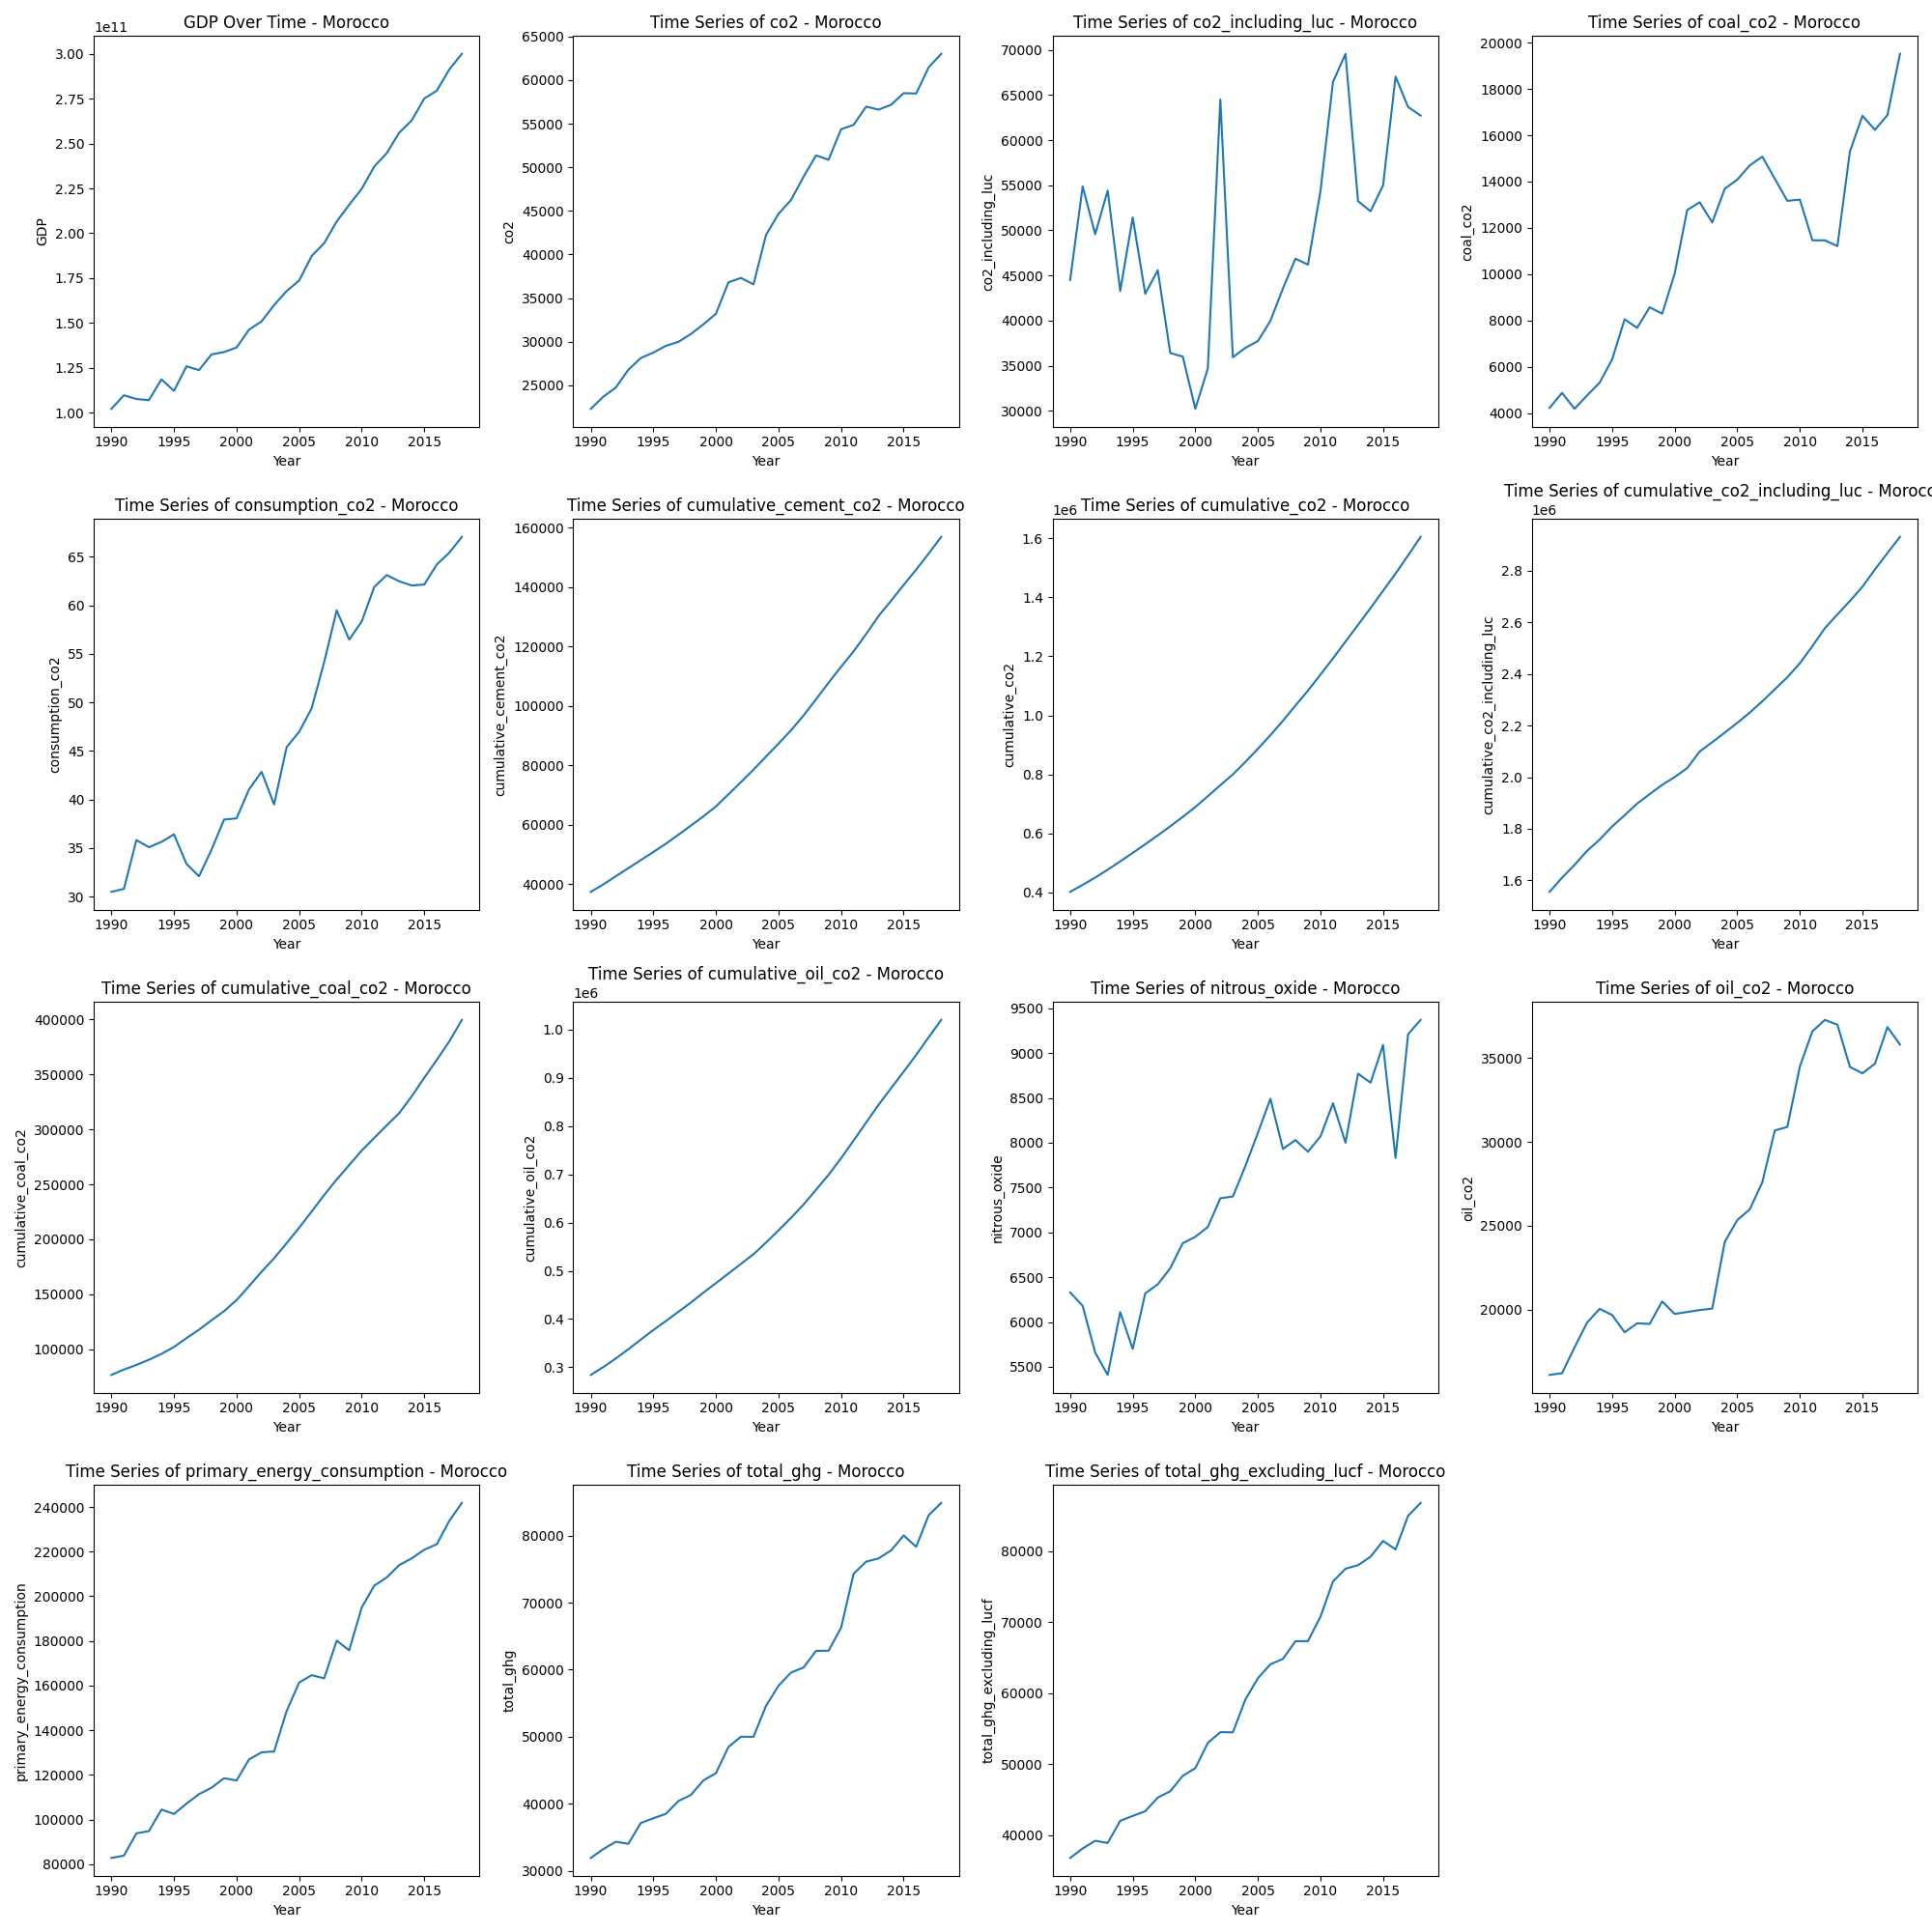 GDP Over Time - Morocco
1e11
3.00
2.75
2.50
2.25
2.00
1.75
1.50
1.25
1.00
GDP
1990 1995 2000 2005 2010 2015
Year
Time Series of co2 - Morocco
65000
60000
55000
50000
45000
40000
35000
30000
25000
co2
1990 1995 2000 2005 2010 2015
Year
Time Series of co2_including_luc - Morocco
70000
65000
60000
55000
50000
45000
40000
35000
30000
co2_including_luc
1990 1995 2000 2005 2010 2015
Year
Time Series of coal_co2 - Morocco
20000
18000
16000
14000
12000
10000
8000
6000
4000
coal_co2
1990 1995 2000 2005 2010 2015
Year
Time Series of consumption_co2 - Morocco
65
60
55
50
45
40
35
30
consumption_co2
1990 1995 2000 2005 2010 2015
Year
Time Series of cumulative_cement_co2 - Morocco
160000
140000
120000
100000
80000
60000
40000
cumulative_cement_co2
1990 1995 2000 2005 2010 2015
Year
Time Series of cumulative_co2 - Morocco
1e6
1.6
1.4
1.2
1.0
0.8
0.6
0.4
cumulative_co2
1990 1995 2000 2005 2010 2015
Year
Time Series of cumulative_co2_including_luc - Moroc
1e6
2.8
2.6
2.4
2.2
2.0
1.8
1.6
cumulative_co2_including_luc
1990 1995 2000 2005 2010 2015
Year
Time Series of cumulative_coal_co2 - Morocco
400000
350000
300000
250000
200000
150000
100000
cumulative_coal_co2
1990 1995 2000 2005 2010 2015
Year
Time Series of cumulative_oil_co2 - Morocco
1e6
1.0
0.9
0.8
0.7
0.6
0.5
0.4
0.3
cumulative_oil_co2
1990 1995 2000 2005 2010 2015
Year
Time Series of nitrous_oxide - Morocco
9500
9000
8500
8000
7500
7000
6500
6000
5500
nitrous_oxide
1990 1995 2000 2005 2010 2015
Year
Time Series of oil_co2 - Morocco
35000
30000
25000
20000
oil_co2
1990 1995 2000 2005 2010 2015
Year
Time Series of primary_energy_consumption - Morocco
240000
220000
200000
180000
160000
140000
120000
100000
80000
primary_energy_consumption
1990 1995 2000 2005 2010 2015
Year
Time Series of total_ghg - Morocco
80000
70000
60000
50000
40000
30000
total_ghg
1990 1995 2000 2005 2010 2015
Year
Time Series of total_ghg_excluding_lucf - Morocco
80000
70000
60000
50000
40000
total_ghg_excluding_lucf
1990 1995 2000 2005 2010 2015
Year